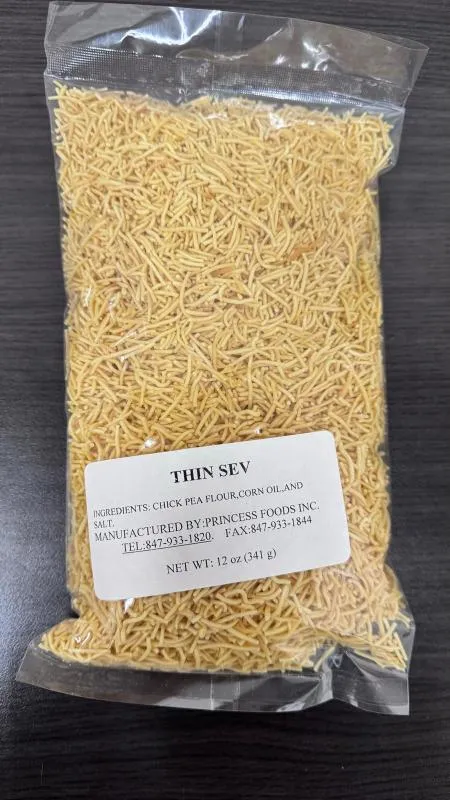 THIN SEV
INGREDIENTS: CHICK PEA FLOUR,CORN OIL,AND
SALT.
MANUFACTURED BY:PRINCESS FOODS INC.
TEL:847-933-1820. FAX:847-933-1844
NET WT: 12 oz (341 g)